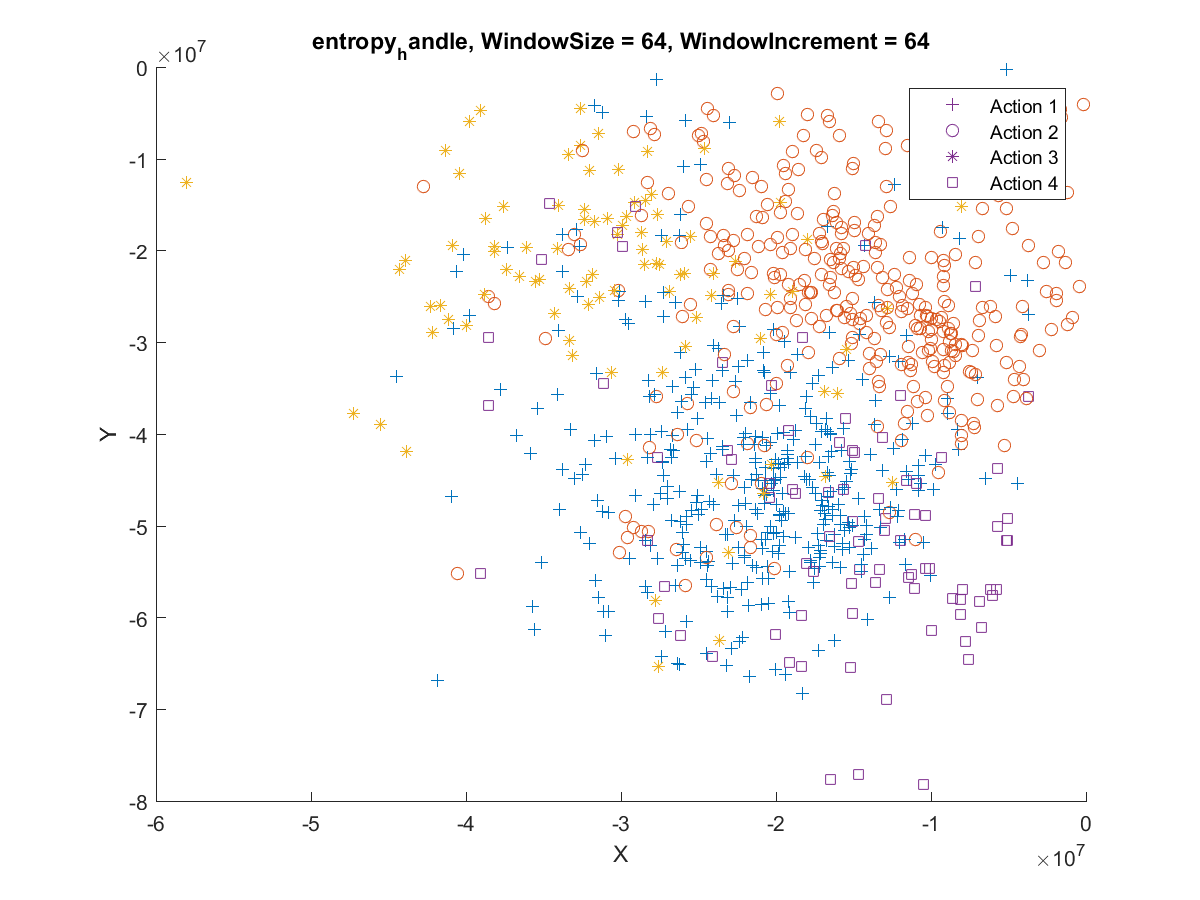 entropy_handle, WindowSize = 64, WindowIncrement = 64
×10^7
0
-1
-2
-3
-4
-5
-6
-7
-8
Y
Action 1
Action 2
Action 3
Action 4
-6 -5 -4 -3 -2 -1 0
X
×10^7